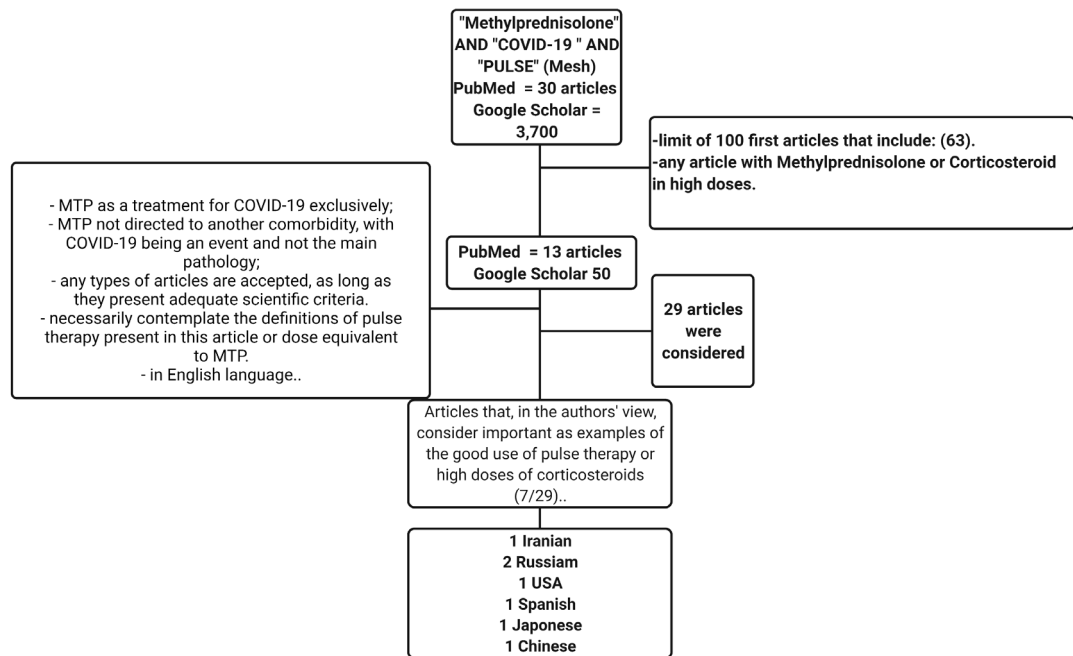 "Methylprednisolone"
AND "COVID-19 " AND
"PULSE" (Mesh)
PubMed = 30 articles
Google Scholar =
3,700
-limit of 100 first articles that include: (63).
-any article with Methylprednisolone or Corticosteroid
in high doses.
- MTP as a treatment for COVID-19 exclusively;
- MTP not directed to another comorbidity, with
COVID-19 being an event and not the main
pathology;
- any types of articles are accepted, as long as
they present adequate scientific criteria.
- necessarily contemplate the definitions of pulse
therapy present in this article or dose equivalent
to MTP.
- in English language..
PubMed = 13 articles
Google Scholar 50
29 articles
were
considered
Articles that, in the authors' view,
consider important as examples of
the good use of pulse therapy or
high doses of corticosteroids
(7/29)..
1 Iranian
2 Russiam
1 USA
1 Spanish
1 Japonese
1 Chinese